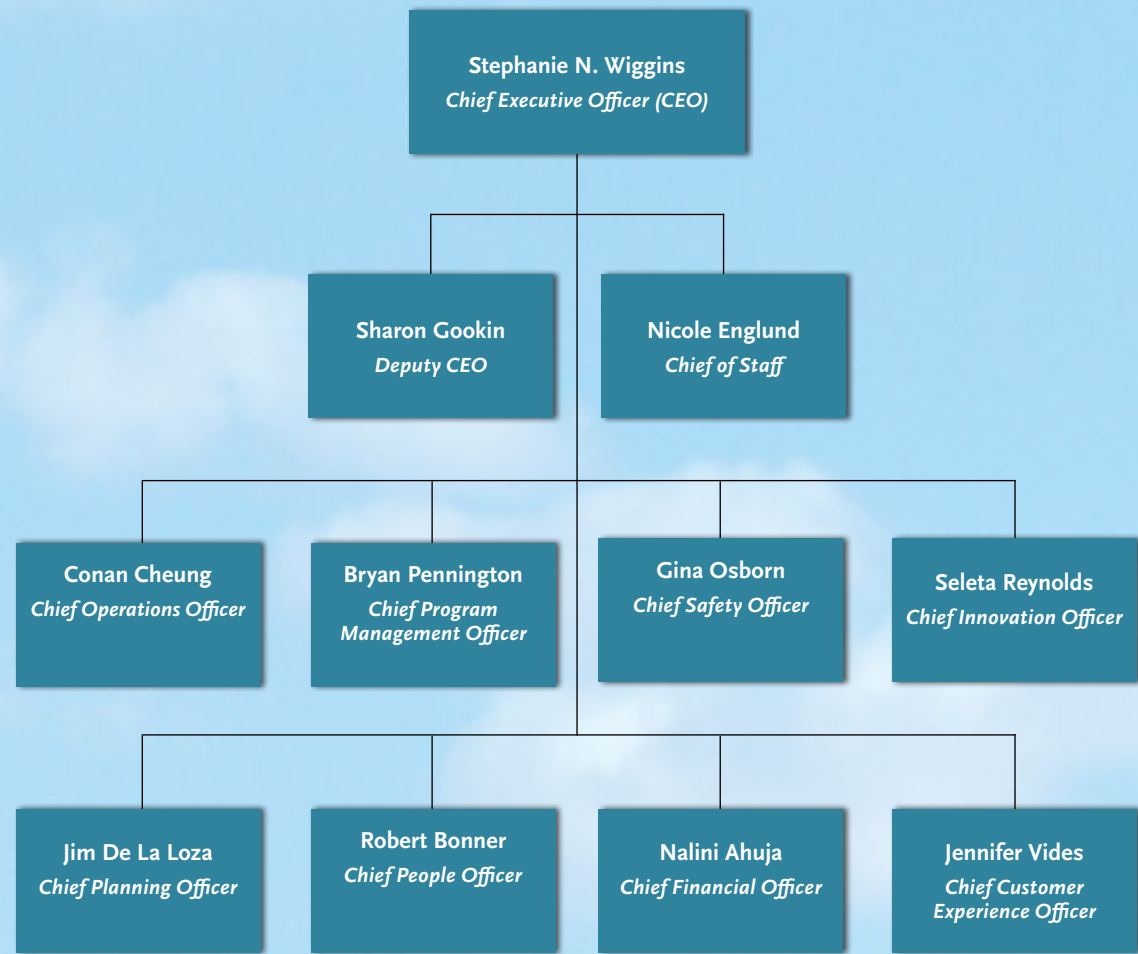 Stephanie N. Wiggins
Chief Executive Officer (CEO)
Sharon Gookin
Deputy CEO
Nicole Englund
Chief of Staff
Conan Cheung
Chief Operations Officer
Bryan Pennington
Chief Program
Management Officer
Gina Osborn
Chief Safety Officer
Seleta Reynolds
Chief Innovation Officer
Jim De La Loza
Chief Planning Officer
Robert Bonner
Chief People Officer
Nalini Ahuja
Chief Financial Officer
Jennifer Vides
Chief Customer
Experience Officer